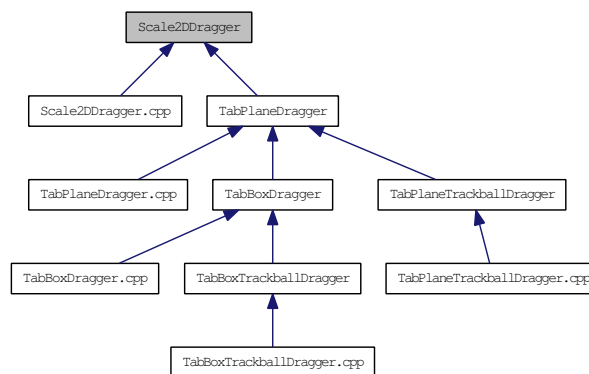 Scale2DDragger
Scale2DDragger.cpp
TabPlaneDragger
TabPlaneDragger.cpp
TabBoxDragger
TabPlaneTrackballDragger
TabBoxDragger.cpp
TabBoxTrackballDragger
TabPlaneTrackballDragger.cpp
TabBoxTrackballDragger.cpp